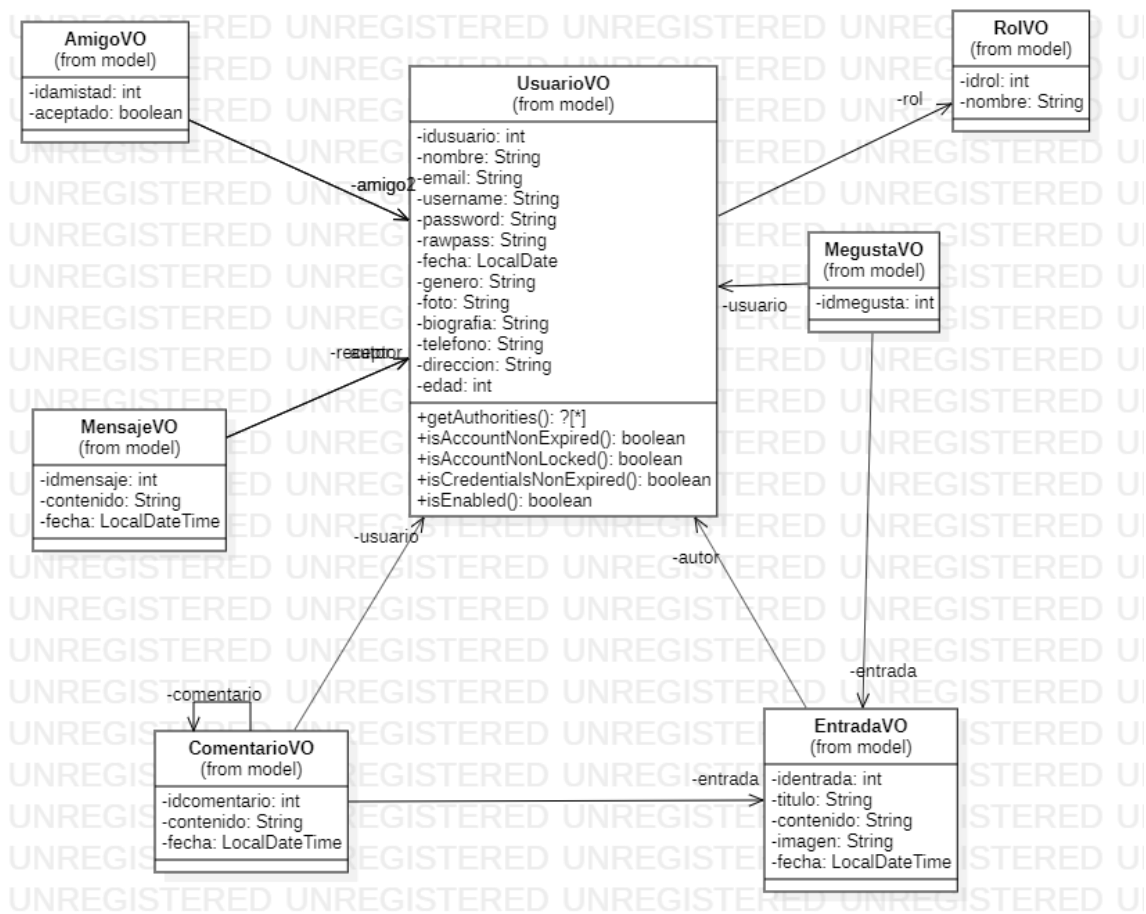 AmigoVO
(from model)
-idamistad: int
-aceptado: boolean
-amigo2
UsuarioVO
(from model)
-idusuario: int
-nombre: String
-email: String
-username: String
-password: String
-rawpass: String
-fecha: LocalDate
-genero: String
-foto: String
-biografia: String
-telefono: String
-direccion: String
-edad: int
+getAuthorities(): ?[*]
+isAccountNonExpired(): boolean
+isAccountNonLocked(): boolean
+isCredentialsNonExpired(): boolean
+isEnabled(): boolean
-rol
RolVO
(from model)
-idrol: int
-nombre: String
MegustaVO
(from model)
-idmegusta: int
-usuario
-entrada
MensajeVO
(from model)
-idmensaje: int
-contenido: String
-fecha: LocalDateTime
-usuario
-autor
-comentario
ComentarioVO
(from model)
-idcomentario: int
-contenido: String
-fecha: LocalDateTime
-entrada
EntradaVO
(from model)
-identrada: int
-titulo: String
-contenido: String
-imagen: String
-fecha: LocalDateTime
UNREGISTERED